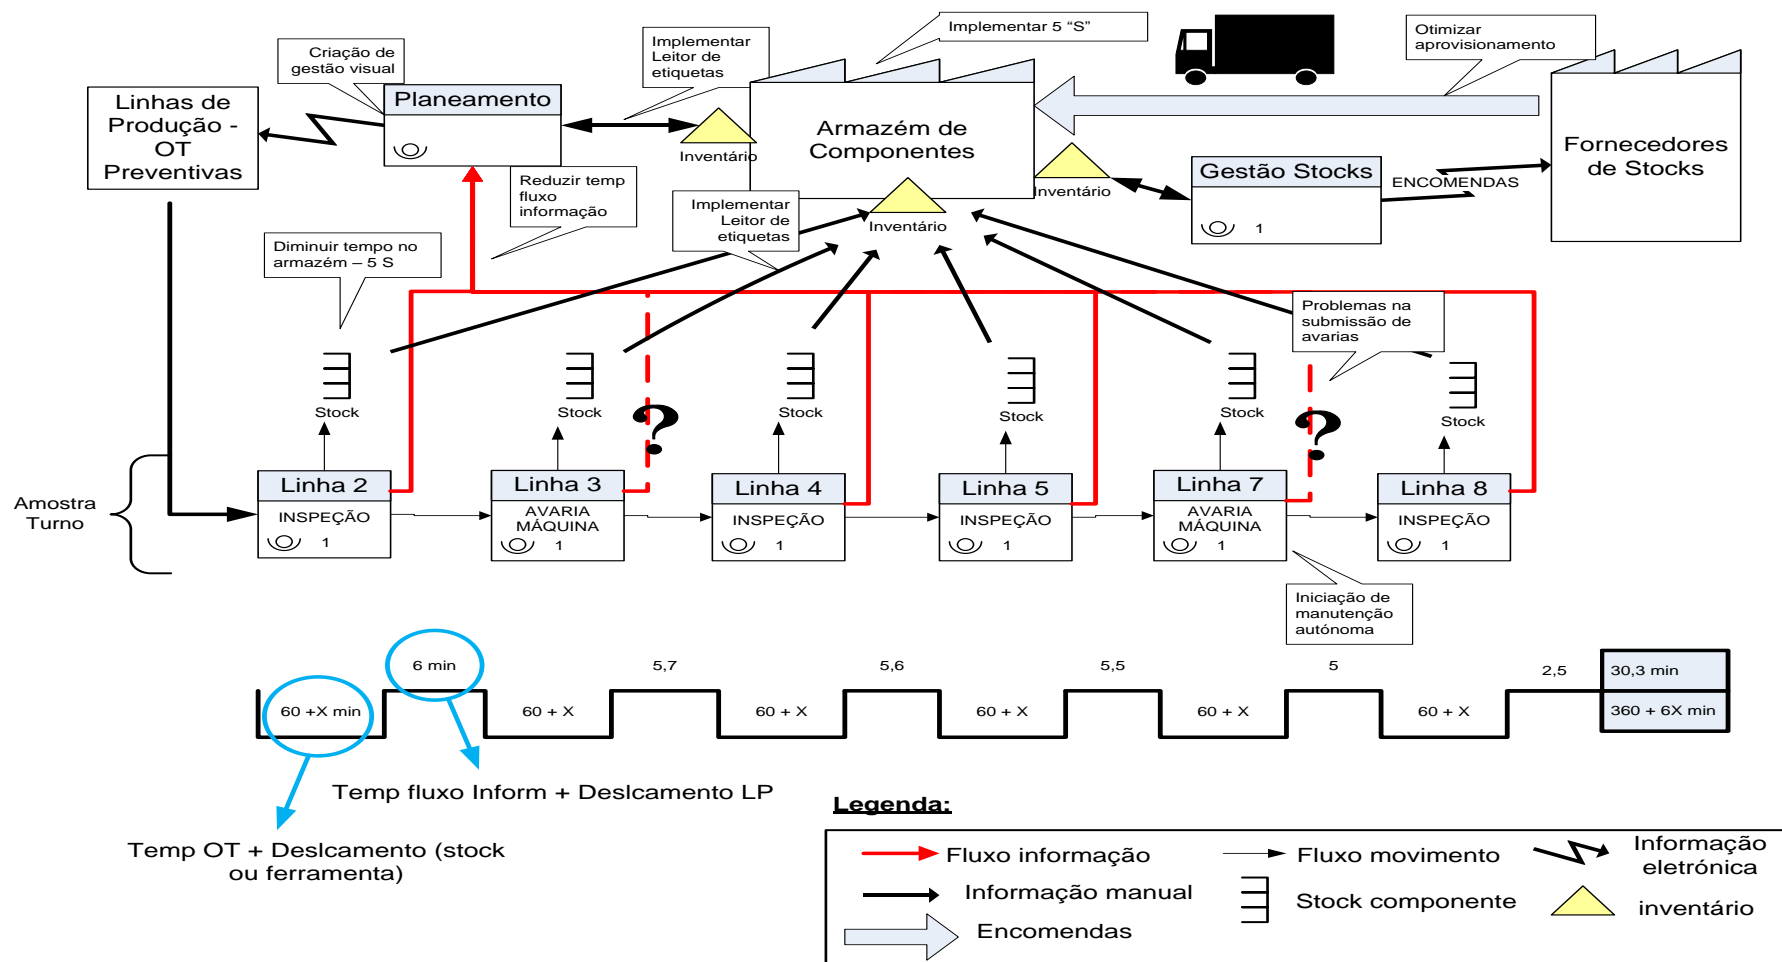 Criação de
gestão visual
Implementar
Leitor de
etiquetas
Implementar 5 “S”
Otimizar
aprovisionamento
Linhas de
Produção -
OT
Preventivas
Planeamento
Inventário
Armazém de
Componentes
Inventário
Inventário
Gestão Stocks
1
ENCOMENDAS
Fornecedores
de Stocks
Reduzir temp
fluxo
informação
Implementar
Leitor de
etiquetas
Diminuir tempo no
armazém – 5 S
Problemas na
submissão de
avarias
Stock
Stock
?
Stock
Stock
Stock
?
Stock
Amostra
Turno
Linha 2
INSPEÇÃO
1
Linha 3
AVARIA
MÁQUINA
1
Linha 4
INSPEÇÃO
1
Linha 5
INSPEÇÃO
1
Linha 7
AVARIA
MÁQUINA
1
Linha 8
INSPEÇÃO
1
Iniciação de
manutenção
autónoma
6 min
5,7
5,6
5,5
5
2,5
30,3 min
60 +X min
60 + X
60 + X
60 + X
60 + X
60 + X
360 + 6X min
Temp fluxo Inform + Deslcamento LP
Temp OT + Deslcamento (stock
ou ferramenta)
Legenda:
Fluxo informação
Fluxo movimento
Informação
eletrónica
Informação manual
Stock componente
inventário
Encomendas